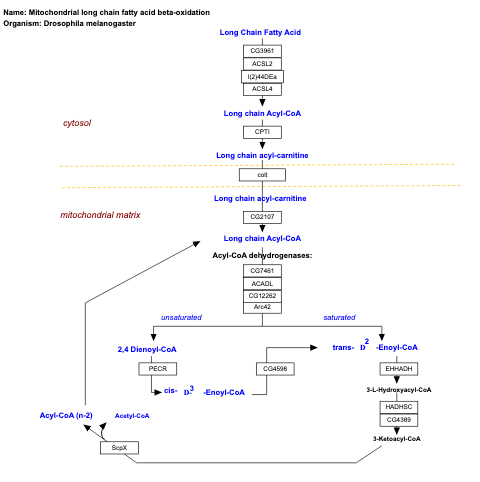 Name: Mitochondrial long chain fatty acid beta-oxidation
Organism: Drosophila melanogaster
Long Chain Fatty Acid
CG3961
ACSL2
l(2)44DEa
ACSL4
Long chain Acyl-CoA
cytosol
CPTI
Long chain acyl-carnitine
colt
Long chain acyl-carnitine
mitochondrial matrix
CG2107
Long chain Acyl-CoA
Acyl-CoA dehydrogenases:
CG7461
ACADL
CG12262
Arc42
unsaturated
saturated
2,4 Dienoyl-CoA
trans- D2 -Enoyl-CoA
PECR
CG4598
EHHADH
cis- D-3 -Enoyl-CoA
3-L-Hydroxyacyl-CoA
HADHSC
Acyl-CoA (n-2)
Acetyl-CoA
CG4389
3-Ketoacyl-CoA
ScpX